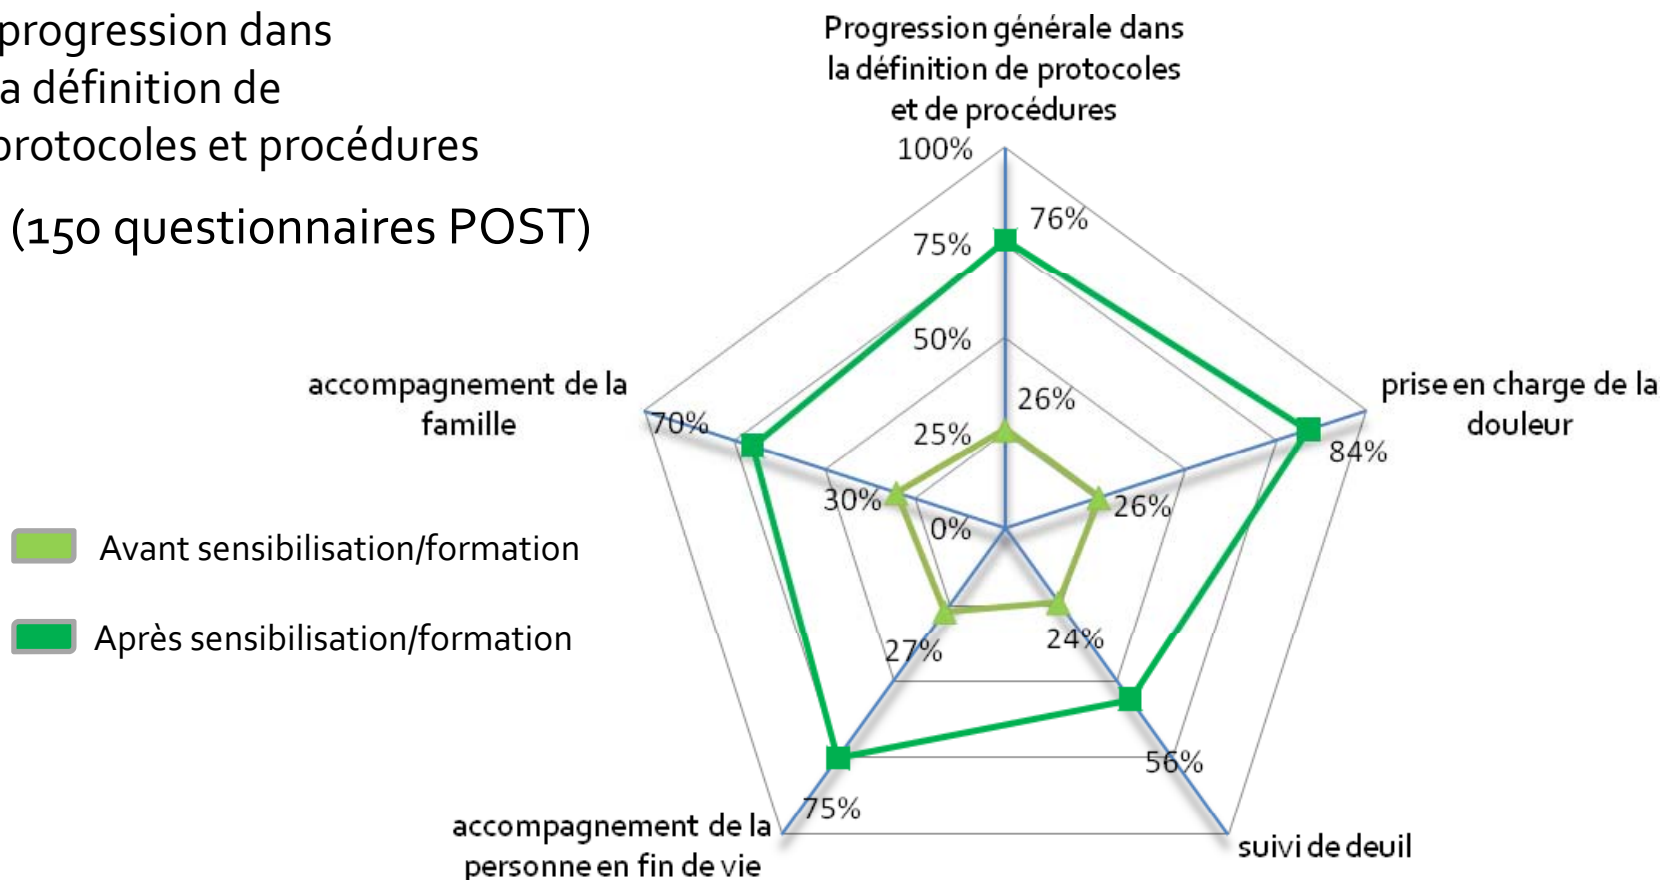 progression dans
a définition de
protocoles et procédures
(150 questionnaires POST)
Progression générale dans
la définition de protocoles
et de procédures
100%
76%
75%
50%
26%
25%
0%
accompagnement de la
famille
70%
30%
prise en charge de la
douleur
84%
26%
Avant sensibilisation/formation
Après sensibilisation/formation
27%
24%
56%
75%
accompagnement de la
personne en fin de vie
suivi de deuil